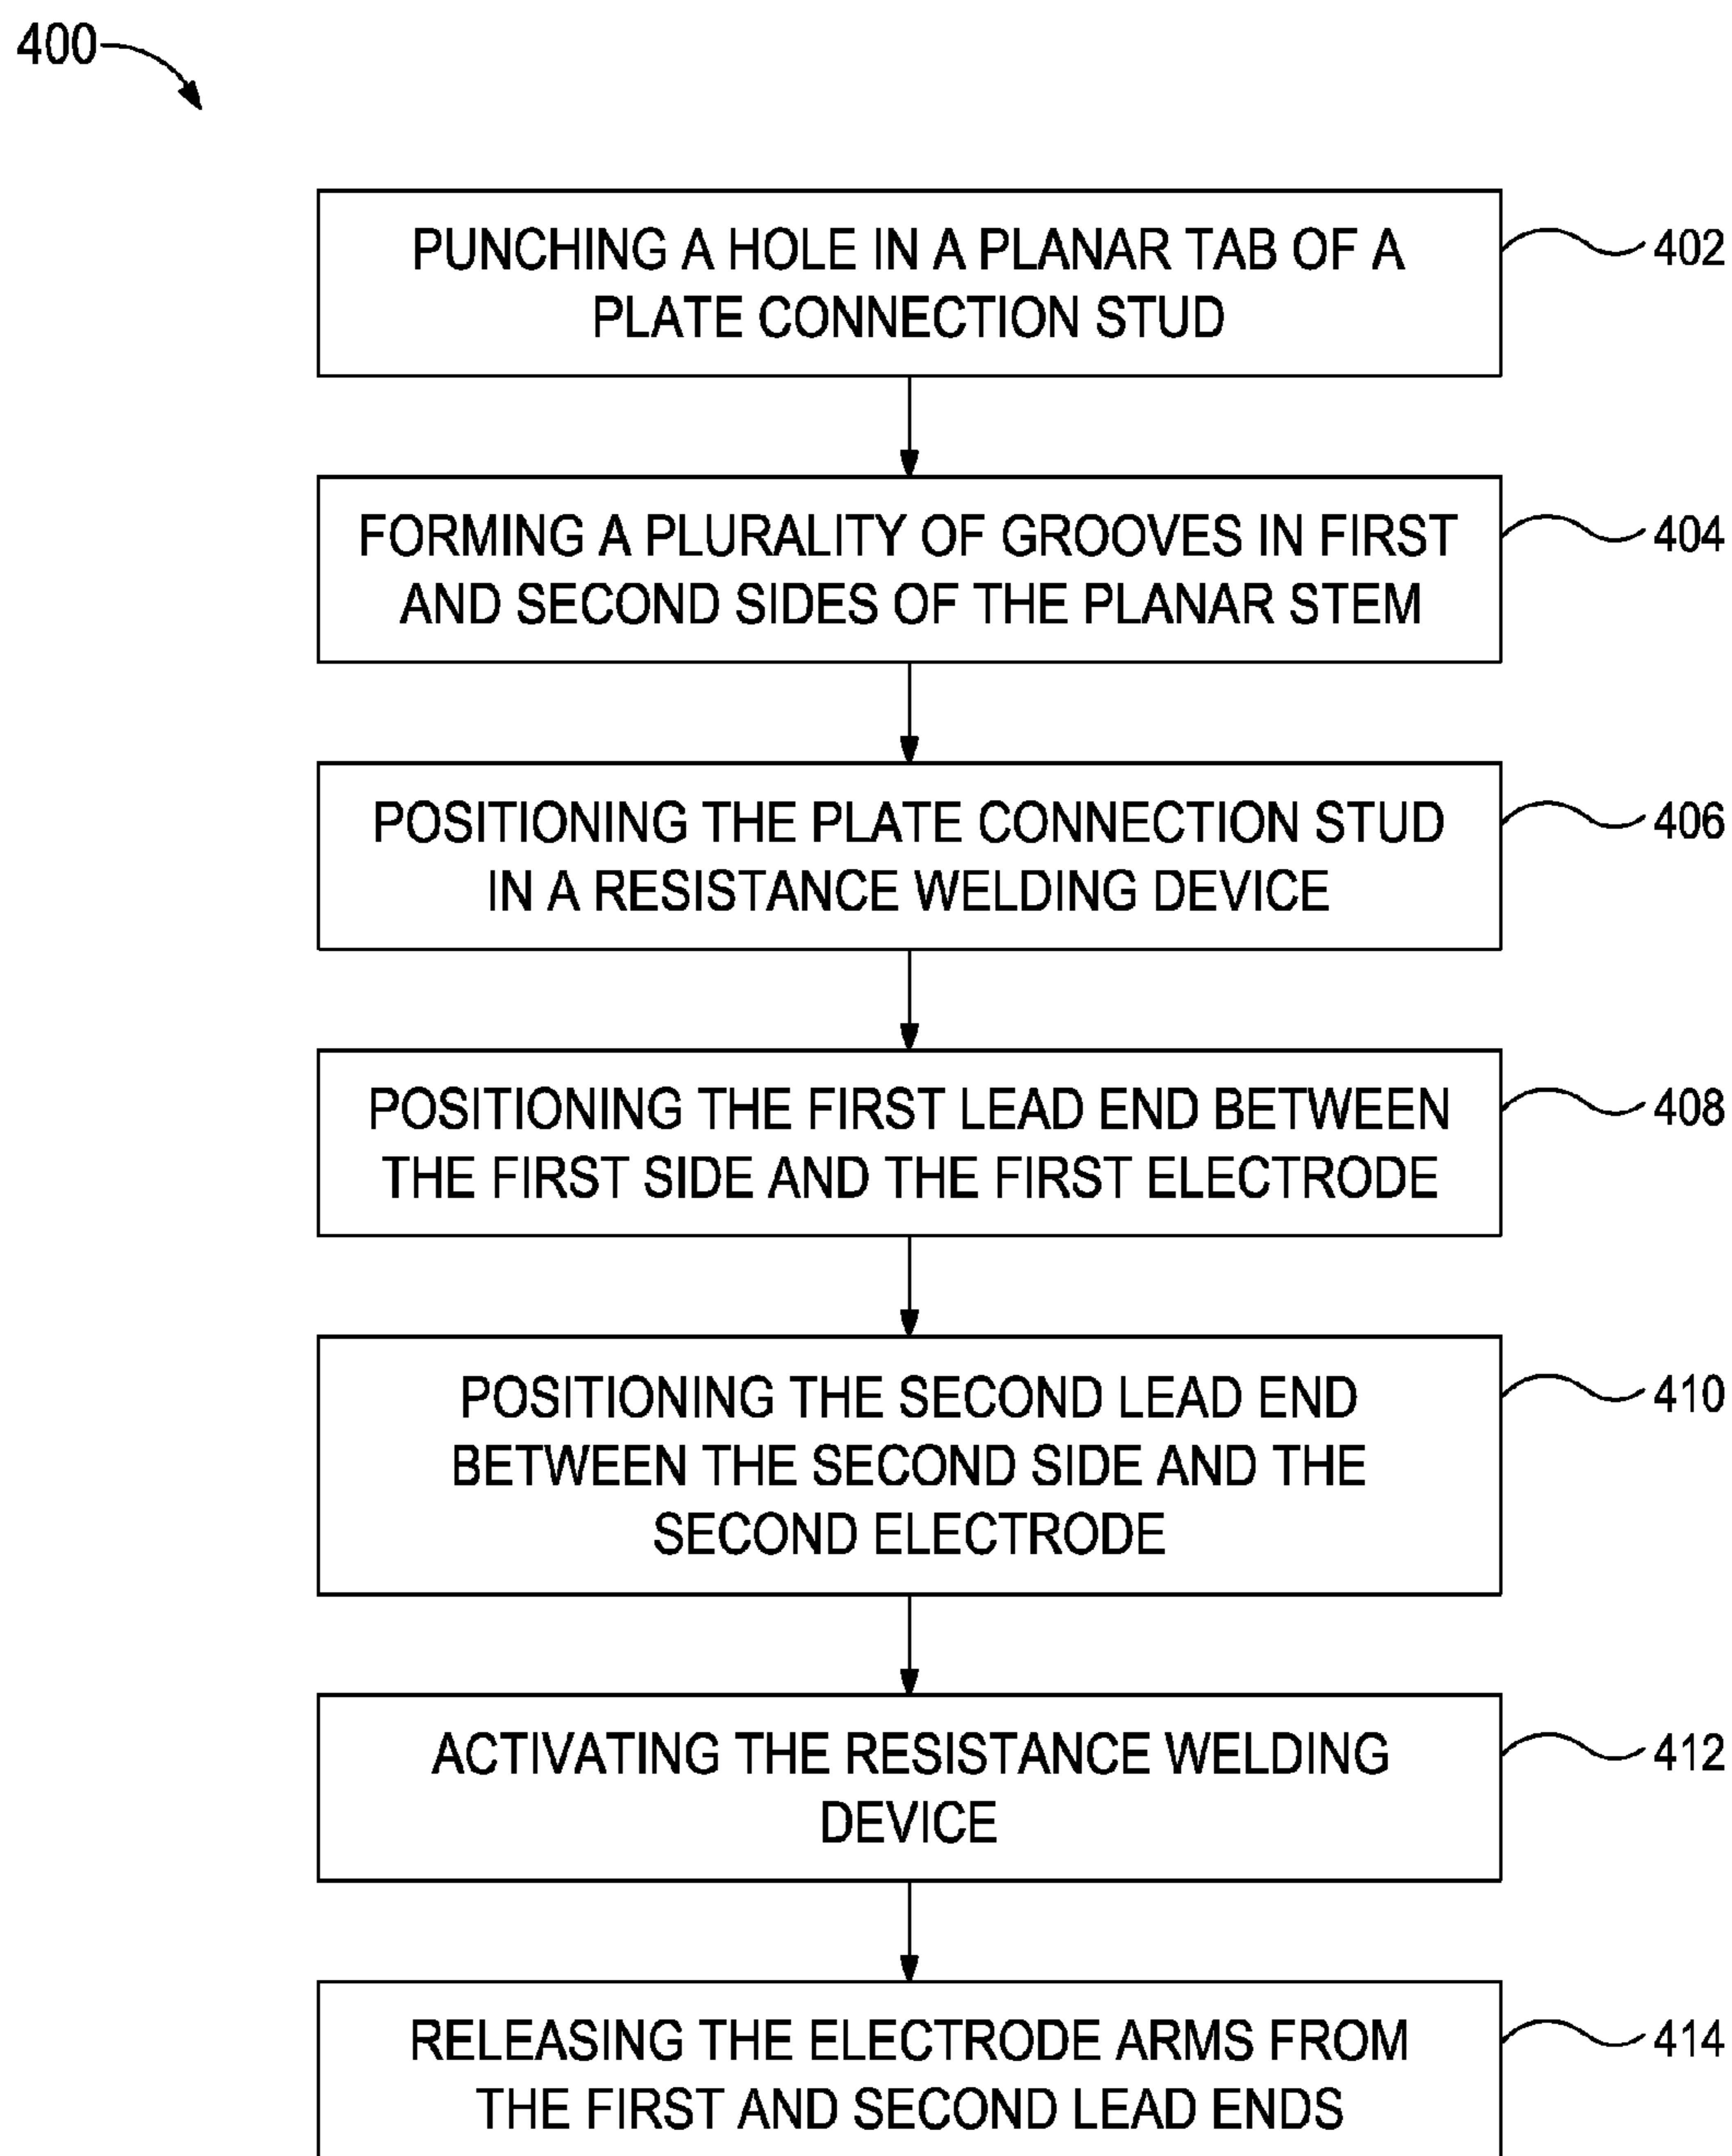 400
PUNCHING A HOLE IN A PLANAR TAB OF A
PLATE CONNECTION STUD
402
FORMING A PLURALITY OF GROOVES IN FIRST
AND SECOND SIDES OF THE PLANAR STEM
404
POSITIONING THE PLATE CONNECTION STUD
IN A RESISTANCE WELDING DEVICE
406
POSITIONING THE FIRST LEAD END BETWEEN
THE FIRST SIDE AND THE FIRST ELECTRODE
408
POSITIONING THE SECOND LEAD END
BETWEEN THE SECOND SIDE AND THE
SECOND ELECTRODE
410
ACTIVATING THE RESISTANCE WELDING
DEVICE
412
RELEASING THE ELECTRODE ARMS FROM
THE FIRST AND SECOND LEAD ENDS
414